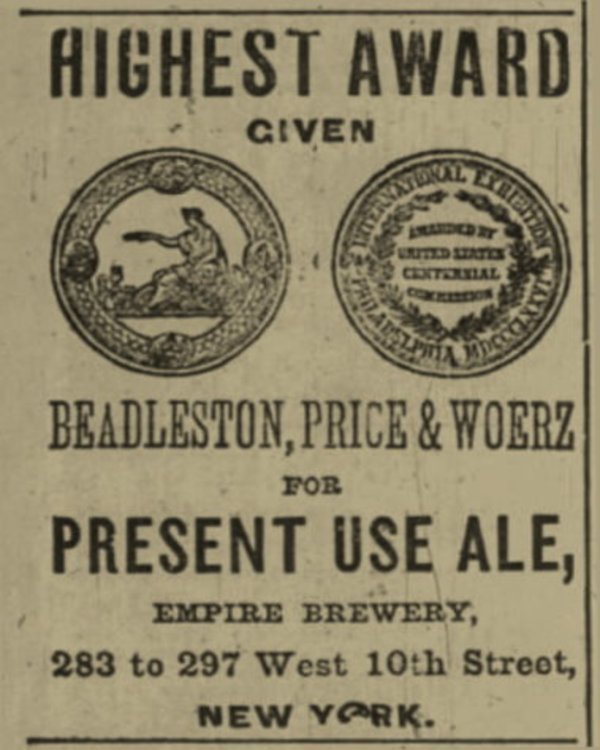 HIGHEST AWARD
GIVEN
INTERNATIONAL EXHIBITION
PHILADELPHIA MDCCCLXXVI
AWARDED BY
UNITED STATES
CENTENNIAL
COMMISSION
BEADLESTON, PRICE & WOERZ
FOR
PRESENT USE ALE,
EMPIRE BREWERY,
283 to 297 West 10th Street,
NEW YORK.